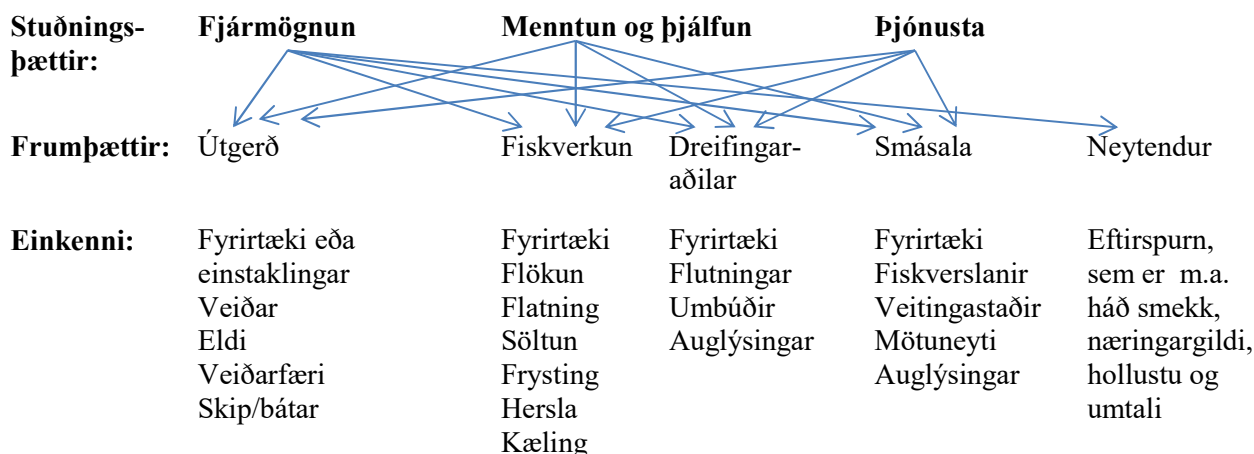 Stuðnings- Fjármögnun Menntun og þjálfun Þjónusta
þættir:
Frumþættir: Útgerð Fiskverkun Dreifingar- Smásala Neytendur
aðilar
Einkenni: Fyrirtæki eða Fyrirtæki Fyrirtæki Fyrirtæki Eftirspurn,
einstaklingar Flökun Flutningar Fiskverslanir sem er m.a.
Veiðar Flatning Umbúðir Veitingastaðir háð smekk,
Eldi Söltun Auglýsingar Mötuneyti næringargildi,
Veiðarfæri Frysting Auglýsingar hollustu og
Skip/bátar Hersla umtali
Kæling